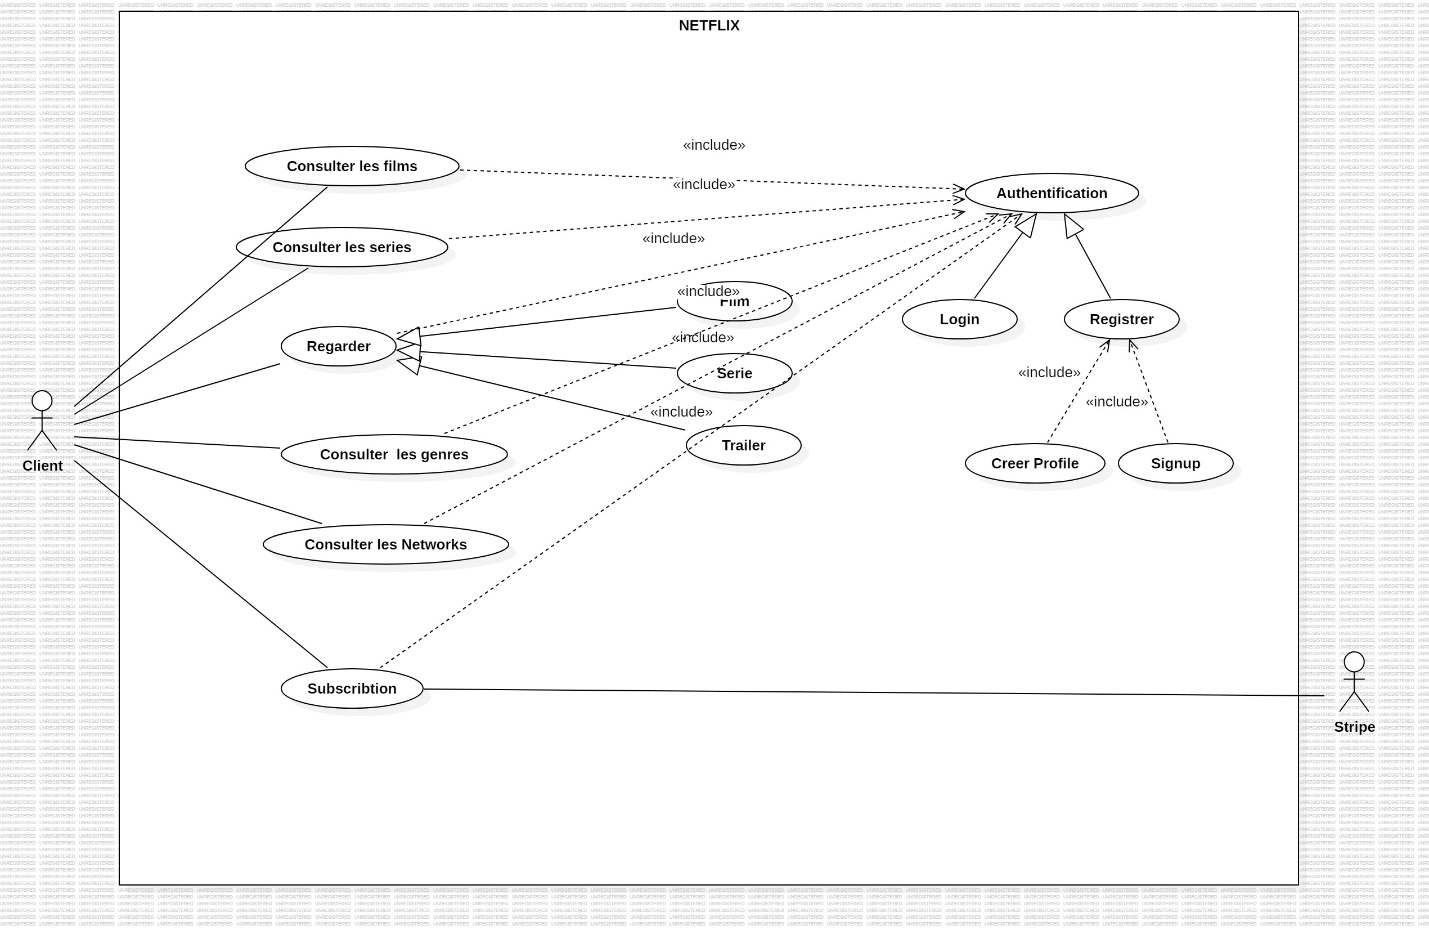 NETFLIX
«include»
Consulter les films
«include»
Authentification
«include»
Consulter les series
«include»
Film
Login
Registrer
«include»
Regarder
Serie
«include»
«include»
«include»
Client
Consulter  les genres
Trailer
Creer Profile
Signup
Consulter les Networks
Subscribtion
Stripe
UNREGISTERED